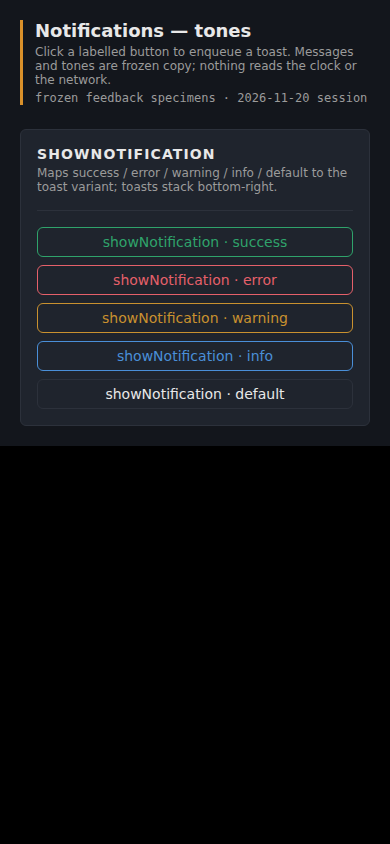 Notifications — tones
Click a labelled button to enqueue a toast. Messages
and tones are frozen copy; nothing reads the clock or
the network.
frozen feedback specimens · 2026-11-20 session
SHOWNOTIFICATION
Maps success / error / warning / info / default to the
toast variant; toasts stack bottom-right.
showNotification · success
showNotification · error
showNotification · warning
showNotification · info
showNotification · default